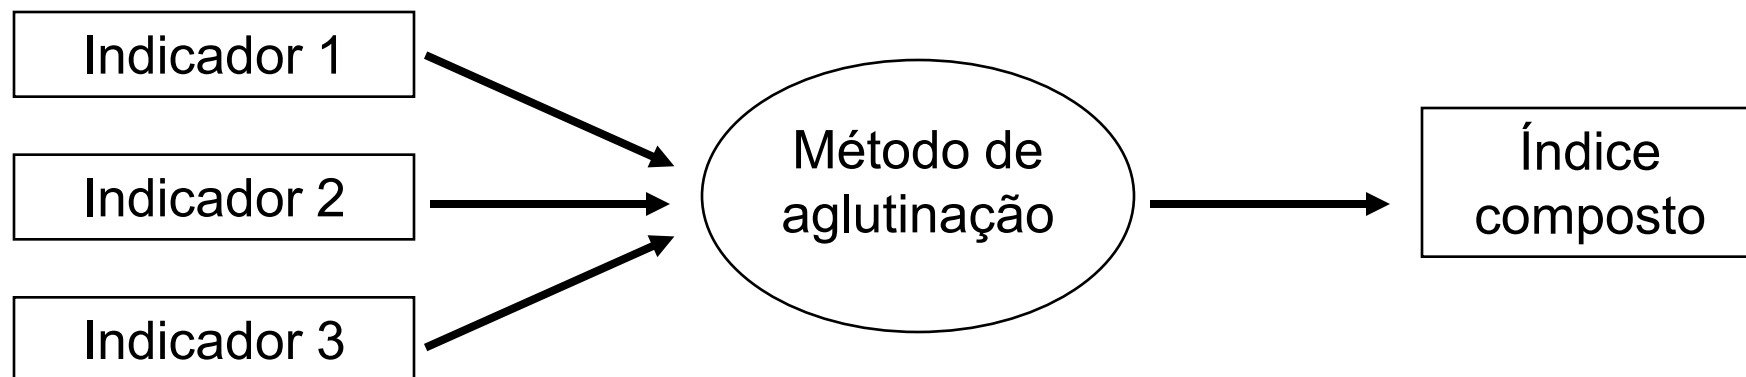 Indicador 1
Indicador 2
Indicador 3
Método de
aglutinação
Índice
composto